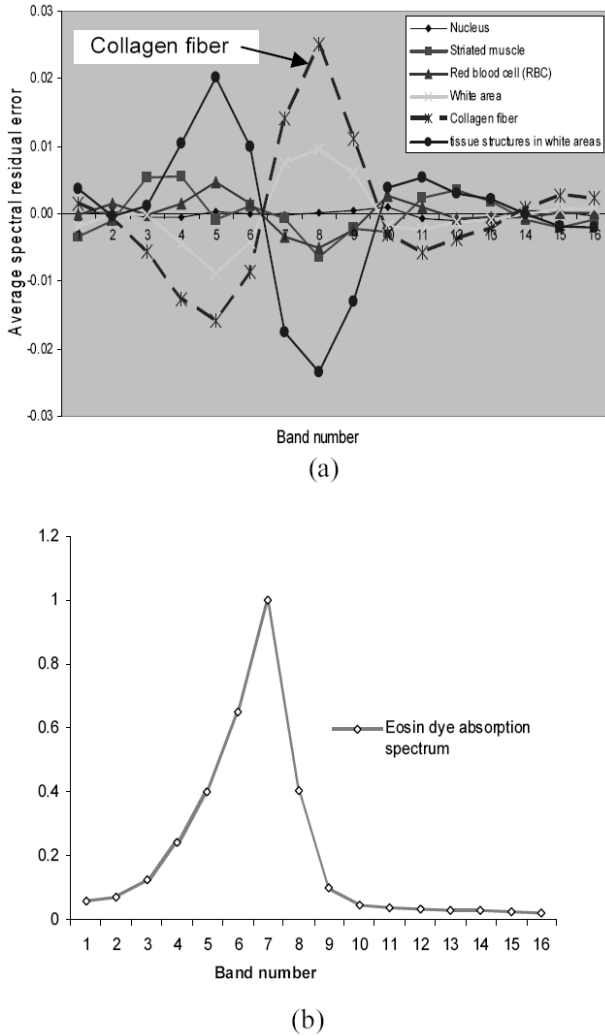 0.03
0.02
0.01
0.00
-0.01
-0.02
-0.03
Average spectral residual error
Collagen fiber
Nucleus
Striated muscle
Red blood cell (RBC)
White area
Collagen fiber
tissue structures in white areas
1 2 3 4 5 6 7 8 9 10 11 12 13 14 15 16
Band number
(a)
1.2
1
0.8
0.6
0.4
0.2
0
Eosin dye absorption
spectrum
1 2 3 4 5 6 7 8 9 10 11 12 13 14 15 16
Band number
(b)